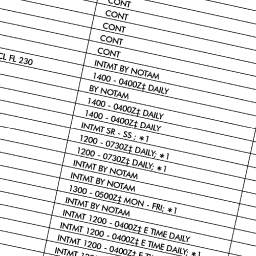 CONT
CONT
CONT
CONT
CONT
INTMT BY NOTAM
CL FL 230
1400 - 0400Z‡ DAILY
BY NOTAM
1400 - 0400Z‡ DAILY
1400 - 0400Z‡ DAILY
INTMT SR - SS ; *1
1200 - 0730Z‡ DAILY; *1
1200 - 0730Z‡ DAILY; *1
INTMT BY NOTAM
INTMT BY NOTAM
1300 - 0500Z‡ MON - FRI; *1
INTMT BY NOTAM
INTMT 1200 - 0400Z‡ E TIME DAILY
INTMT 1200 - 0400Z‡ E TIME DAILY; *1
INTMT 1200 - 0400Z‡ E
INTMT